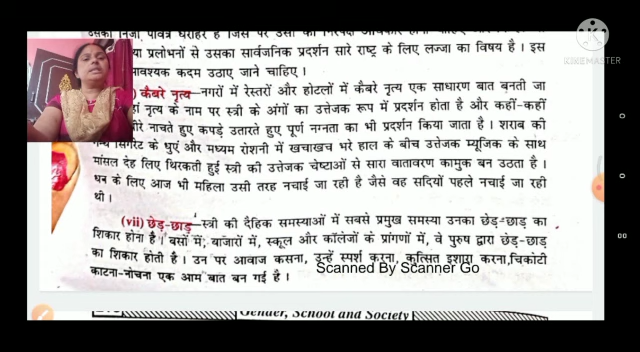 उसका निजी पवित्र धरोहर है जिस पर उसी का
या प्रलोभनों से उसका सार्वजनिक प्रदर्शन सारे राष्ट्र के लिए लज्जा का विषय है । इस
आवश्यक कदम उठाए जाने चाहिए ।
) कैबरे नृत्य—नगरों में रेस्तराँ और होटलों में कैबरे नृत्य एक साधारण बात बनती जा
नृत्य के नाम पर स्त्री के अंगों का उत्तेजक रूप में प्रदर्शन होता है और कहीं-कहीं
नाचते हुए कपड़े उतारते हुए पूर्ण नग्नता का भी प्रदर्शन किया जाता है । शराब की
सिगरेट के धुएं और मध्यम रोशनी में खचाखच भरे हाल के बीच उत्तेजक म्यूजिक के साथ
मांसल देह लिए थिरकती हुई स्त्री की उत्तेजक चेष्टाओं से सारा वातावरण कामुक बन उठता है ।
धन के लिए आज भी महिला उसी तरह नचाई जा रही है जैसे वह सदियों पहले नचाई जा रही
थी ।
(vii) छेड़-छाड़—स्त्री की दैहिक समस्याओं में सबसे प्रमुख समस्या उनका छेड़-छाड़ का
शिकार होना है । बसों में, बाजारों में, स्कूल और कॉलेजों के प्रांगणों में, वे पुरुष द्वारा छेड़-छाड़
का शिकार होती है । उन पर आवाज कसना, उन्हें स्पर्श करना, कुत्सित इशारा करना,चिकोटी
काटना-नोचना एक आम बात बन गई है ।
Scanned By Scanner Go
Gender, School and Society
KINEMASTER